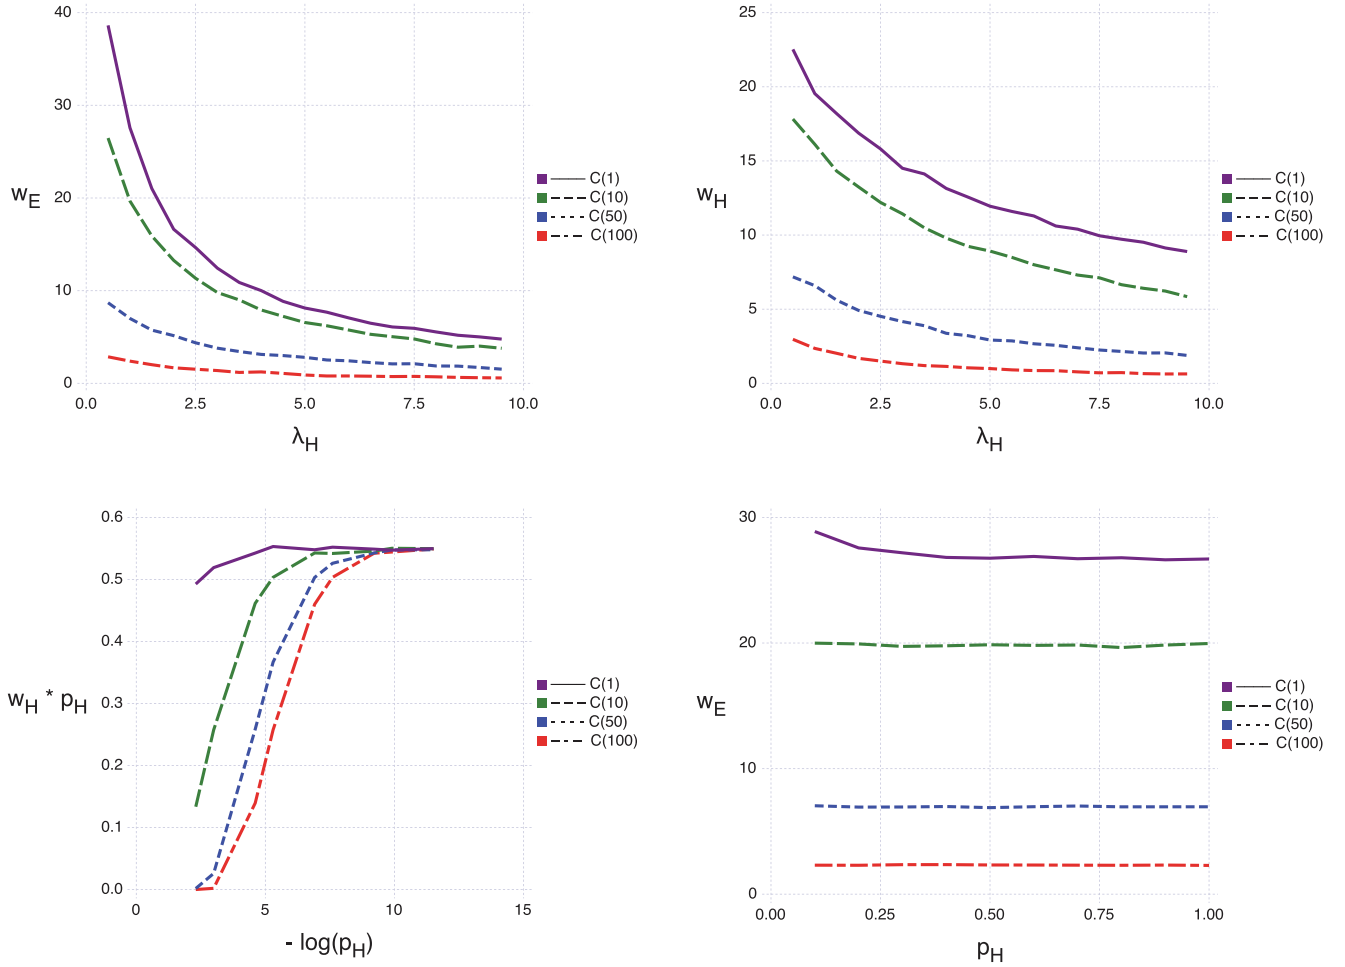 40
30
20
10
0
w_E
0.0 2.5 5.0 7.5 10.0
λ_H
C(1)
C(10)
C(50)
C(100)
25
20
15
10
5
0
w_H
0.0 2.5 5.0 7.5 10.0
λ_H
C(1)
C(10)
C(50)
C(100)
0.6
0.5
0.4
0.3
0.2
0.1
0.0
w_H * p_H
0 5 10 15
- log(p_H)
C(1)
C(10)
C(50)
C(100)
30
20
10
0
w_E
0.00 0.25 0.50 0.75 1.00
p_H
C(1)
C(10)
C(50)
C(100)